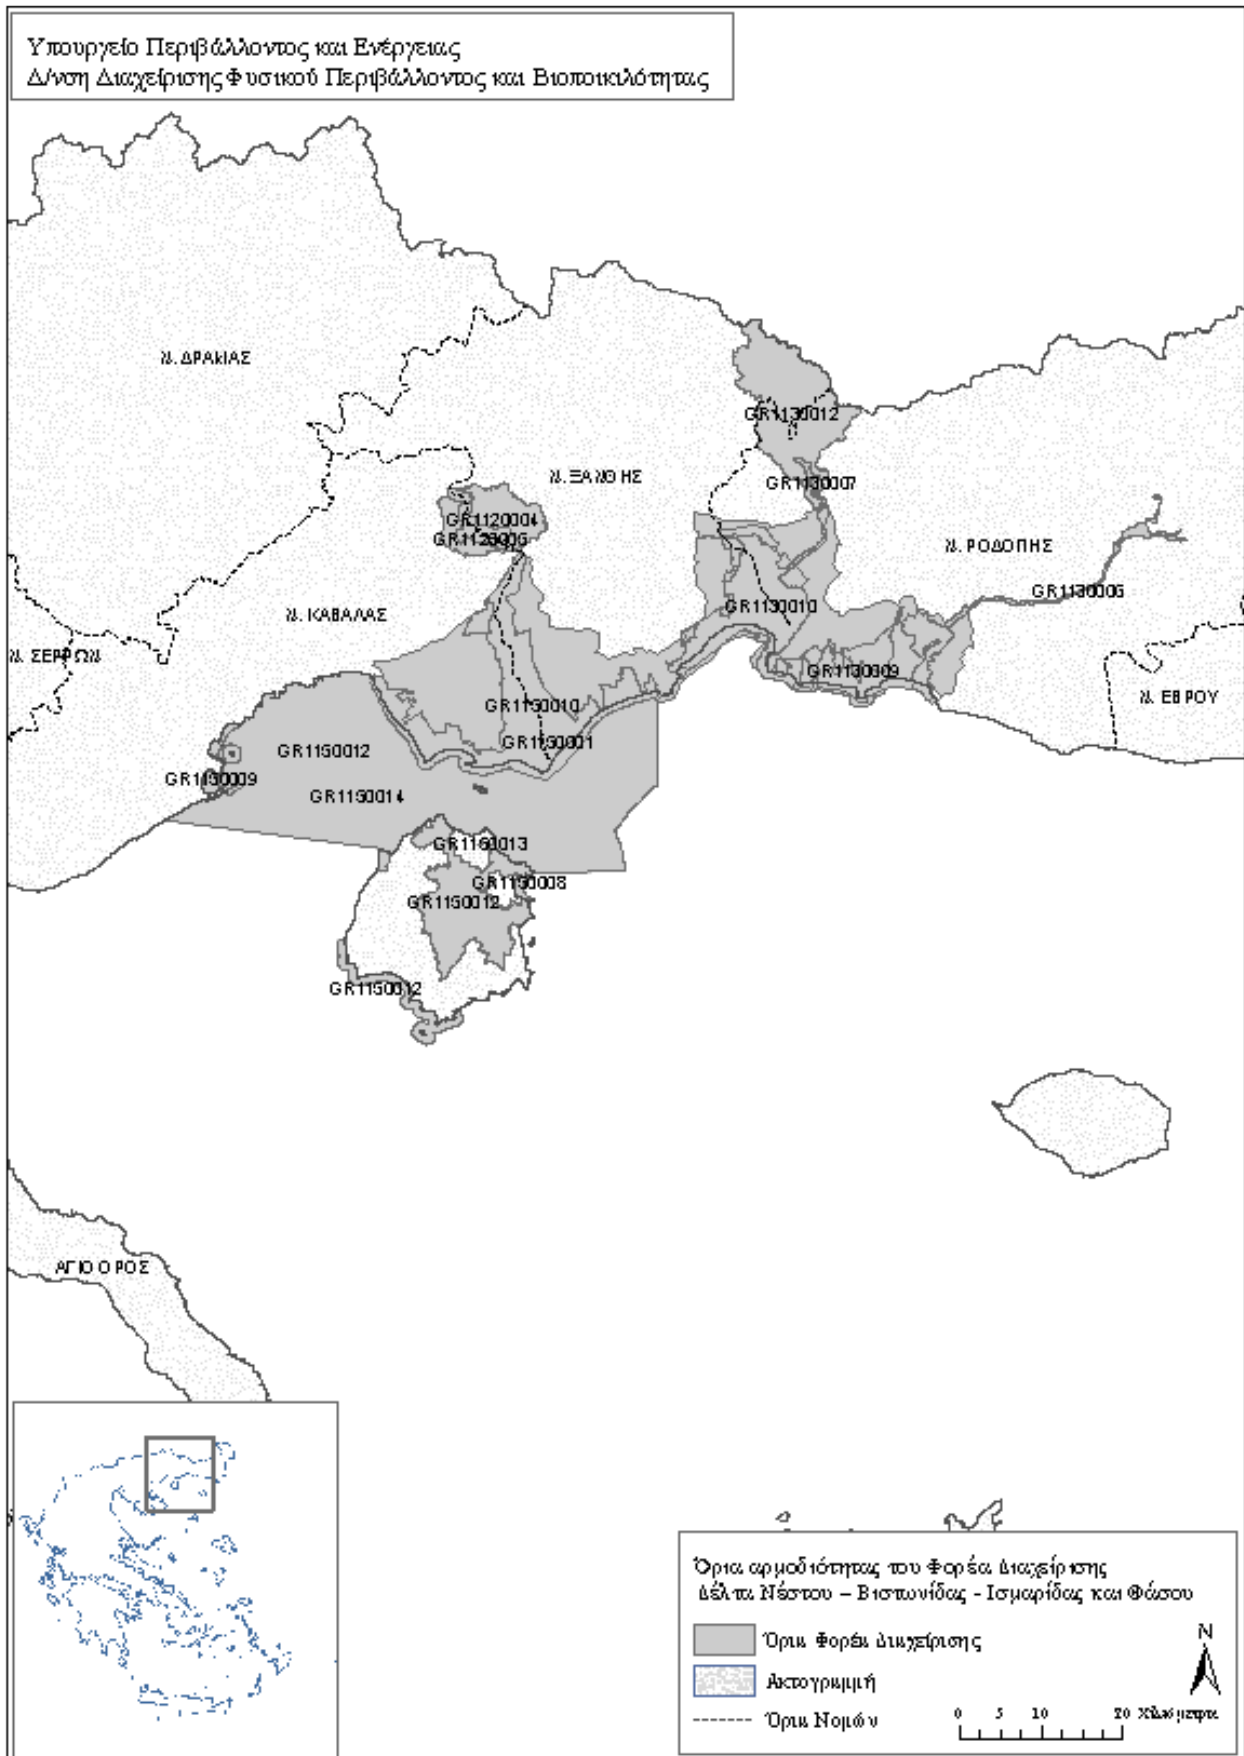 Υπουργείο Περιβάλλοντος και Ενέργειας
Δ/νση Διαχείρισης Φυσικού Περιβάλλοντος και Βιοποικιλότητας
Ν. ΔΡΑΜΑΣ
GR1130012
Ν. ΞΑΝΘΗΣ
GR1130007
GR1120004
GR1120005
Ν. ΡΟΔΟΠΗΣ
GR1130006
GR1130010
Ν. ΚΑΒΑΛΑΣ
Ν. ΣΕΡΡΩΝ
GR1130009
Ν. ΕΒΡΟΥ
GR1150010
GR1150001
GR1150012
GR1150009
GR1150014
GR1150013
GR1150008
GR1150012
GR1150012
ΑΓΙΟ ΟΡΟΣ
Όρια αρμοδιότητας του Φορέα Διαχείρισης
Δέλτα Νέστου – Βιστωνίδας - Ισμαρίδας και Θάσου
Όρια Φορέα Διαχείρισης
Ακτογραμμή
Όρια Νομών
N
0 5 10 20 Χιλιόμετρα